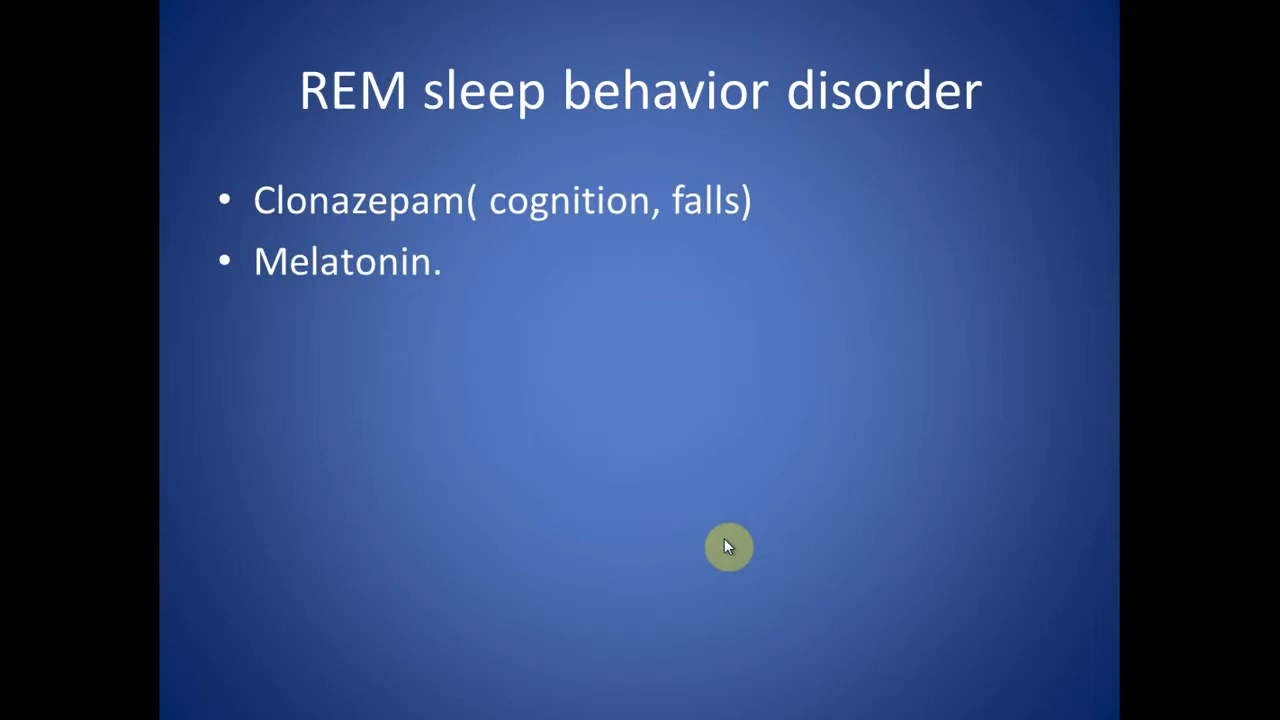 REM sleep behavior disorder
• Clonazepam( cognition, falls)
• Melatonin.